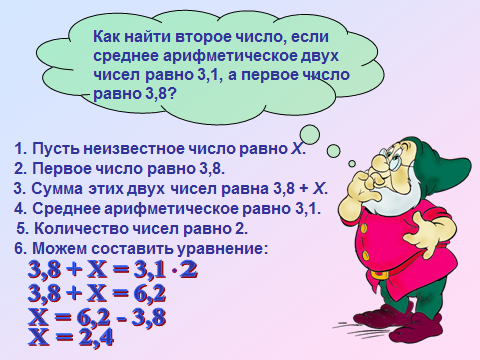 Как найти второе число, если
среднее арифметическое двух
чисел равно 3,1, а первое число
равно 3,8?
1. Пусть неизвестное число равно Х.
2. Первое число равно 3,8.
3. Сумма этих двух чисел равна 3,8 + Х.
4. Среднее арифметическое равно 3,1.
5. Количество чисел равно 2.
6. Можем составить уравнение:
3,8 + Х = 3,1 · 2
3,8 + Х = 6,2
Х = 6,2 - 3,8
Х = 2,4